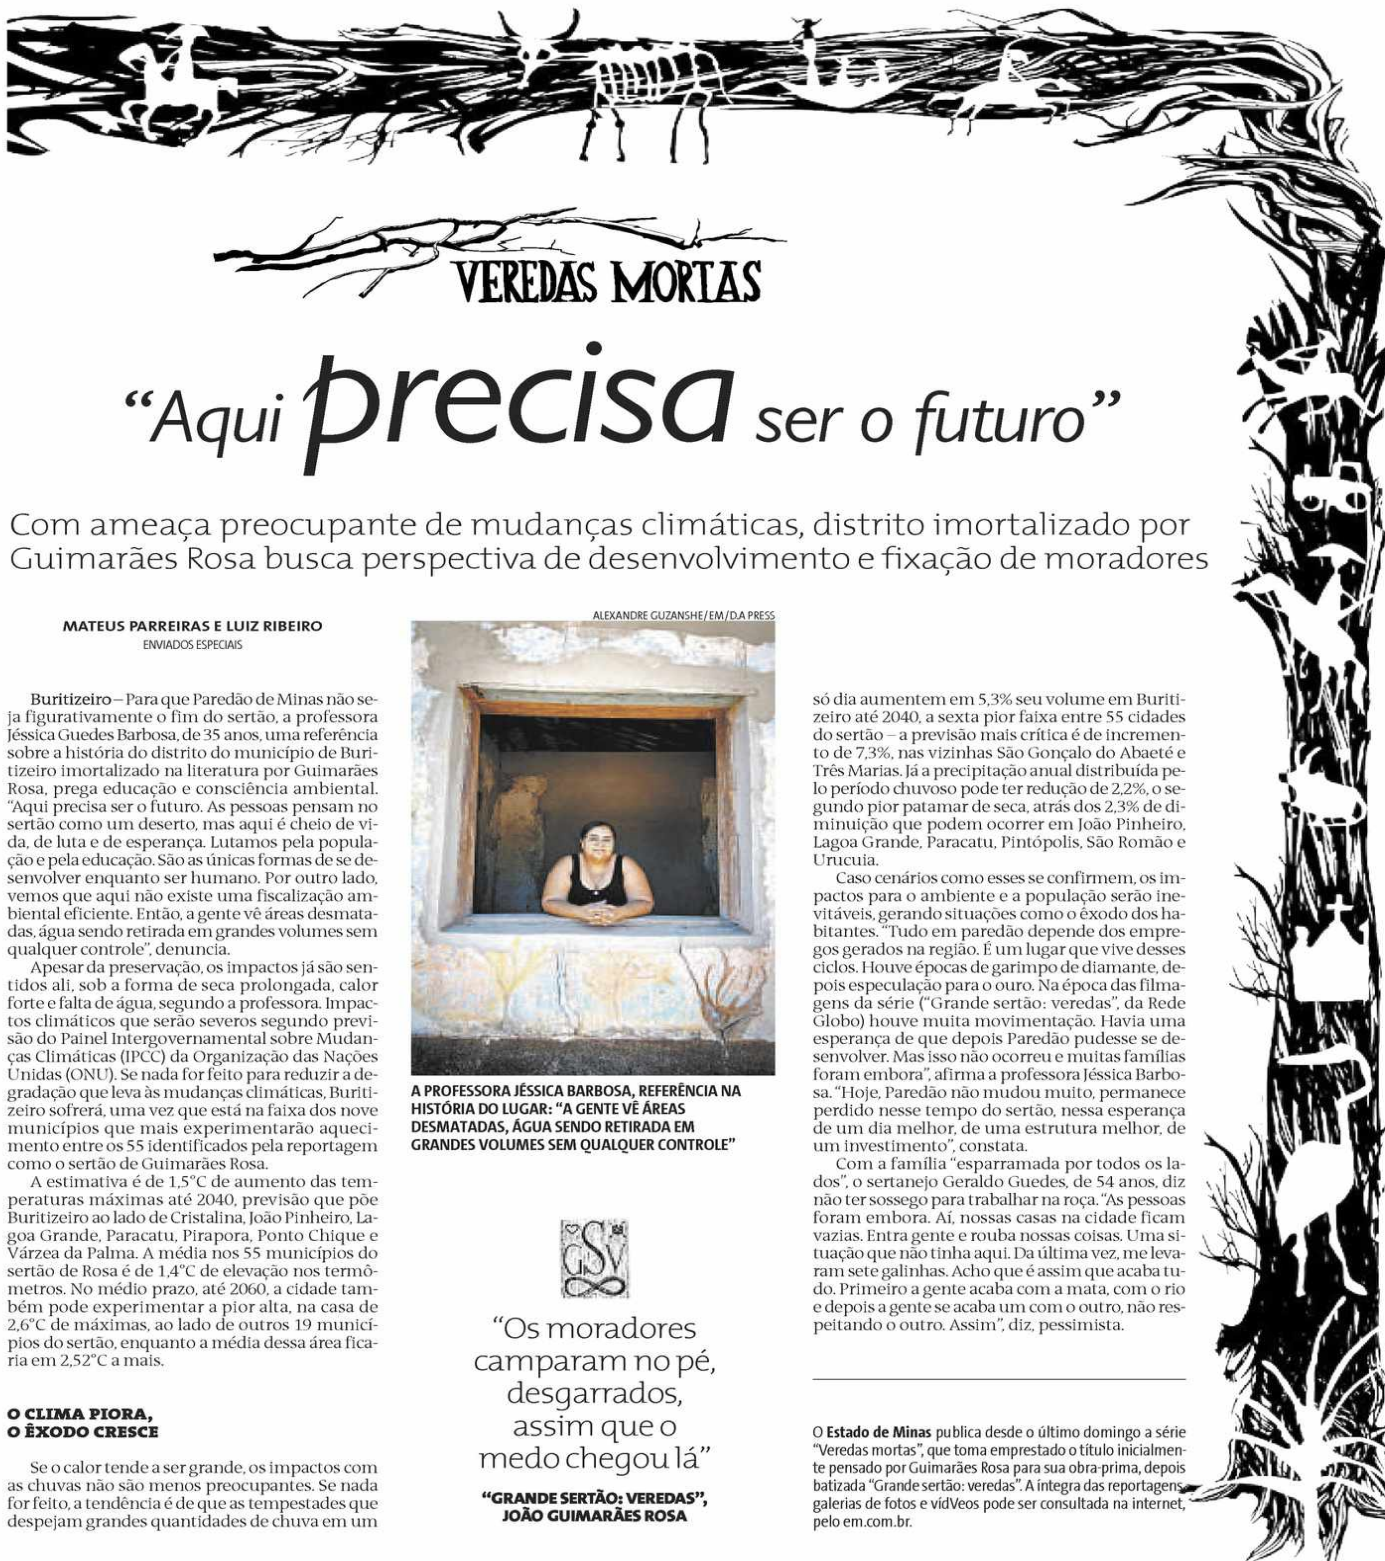 VEREDAS MORTAS
“Aqui precisa ser o futuro”
Com ameaça preocupante de mudanças climáticas, distrito imortalizado por
Guimarães Rosa busca perspectiva de desenvolvimento e fixação de moradores
MATEUS PARREIRAS E LUIZ RIBEIRO
ENVIADOS ESPECIAIS
Buritizeiro – Para que Paredão de Minas não se-
ja figurativamente o fim do sertão, a professora
Jéssica Guedes Barbosa, de 35 anos, uma referência
sobre a história do distrito do município de Buri-
tizeiro imortalizado na literatura por Guimarães
Rosa, prega educação e consciência ambiental.
“Aqui precisa ser o futuro. As pessoas pensam no
sertão como um deserto, mas aqui é cheio de vi-
da, de luta e de esperança. Lutamos pela popula-
ção e pela educação. São as únicas formas de se de-
senvolver enquanto ser humano. Por outro lado,
vemos que aqui não existe uma fiscalização am-
biental eficiente. Então, a gente vê áreas desmata-
das, água sendo retirada em grandes volumes sem
qualquer controle”, denuncia.
Apesar da preservação, os impactos já são sen-
tidos ali, sob a forma de seca prolongada, calor
forte e falta de água, segundo a professora. Impac-
tos climáticos que serão severos segundo previ-
são do Painel Intergovernamental sobre Mudan-
ças Climáticas (IPCC) da Organização das Nações
Unidas (ONU). Se nada for feito para reduzir a de-
gradação que leva às mudanças climáticas, Buriti-
zeiro sofrerá, uma vez que está na faixa dos nove
municípios que mais experimentarão aqueci-
mento entre os 55 identificados pela reportagem
como o sertão de Guimarães Rosa.
A estimativa é de 1,5°C de aumento das tem-
peraturas máximas até 2040, previsão que põe
Buritizeiro ao lado de Cristalina, João Pinheiro, La-
goa Grande, Paracatu, Pirapora, Ponto Chique e
Várzea da Palma. A média nos 55 municípios do
sertão de Rosa é de 1,4°C de elevação nos termô-
metros. No médio prazo, até 2060, a cidade tam-
bém pode experimentar a pior alta, na casa de
2,6°C de máximas, ao lado de outros 19 municí-
pios do sertão, enquanto a média dessa área fica-
ria em 2,52°C a mais.
O CLIMA PIORA,
O ÊXODO CRESCE
Se o calor tende a ser grande, os impactos com
as chuvas não são menos preocupantes. Se nada
for feito, a tendência é de que as tempestades que
despejam grandes quantidades de chuva em um
ALEXANDRE GUZANSHE/EM/D.A PRESS
A PROFESSORA JÉSSICA BARBOSA, REFERÊNCIA NA
HISTÓRIA DO LUGAR: “A GENTE VÊ ÁREAS
DESMATADAS, ÁGUA SENDO RETIRADA EM
GRANDES VOLUMES SEM QUALQUER CONTROLE”
GSV
“Os moradores
camparam no pé,
desgarrados,
assim que o
medo chegou lá”
“GRANDE SERTÃO: VEREDAS”,
JOÃO GUIMARÃES ROSA
só dia aumentem em 5,3% seu volume em Buriti-
zeiro até 2040, a sexta pior faixa entre 55 cidades
do sertão – a previsão mais crítica é de incremen-
to de 7,3%, nas vizinhas São Gonçalo do Abaeté e
Três Marias. Já a precipitação anual distribuída pe-
lo período chuvoso pode ter redução de 2,2%, o se-
gundo pior patamar de seca, atrás dos 2,3% de di-
minuição que podem ocorrer em João Pinheiro,
Lagoa Grande, Paracatu, Pintópolis, São Romão e
Urucuia.
Caso cenários como esses se confirmem, os im-
pactos para o ambiente e a população serão ine-
vitáveis, gerando situações como o êxodo dos ha-
bitantes. “Tudo em paredão depende dos empre-
gos gerados na região. É um lugar que vive desses
ciclos. Houve épocas de garimpo de diamante, de-
pois especulação para o ouro. Na época das filma-
gens da série (“Grande sertão: veredas”, da Rede
Globo) houve muita movimentação. Havia uma
esperança de que depois Paredão pudesse se de-
senvolver. Mas isso não ocorreu e muitas famílias
foram embora”, afirma a professora Jéssica Barbo-
sa. “Hoje, Paredão não mudou muito, permanece
perdido nesse tempo do sertão, nessa esperança
de um dia melhor, de uma estrutura melhor, de
um investimento”, constata.
Com a família “esparramada por todos os la-
dos”, o sertanejo Geraldo Guedes, de 54 anos, diz
não ter sossego para trabalhar na roça. “As pessoas
foram embora. Aí, nossas casas na cidade ficam
vazias. Entra gente e rouba nossas coisas. Uma si-
tuação que não tinha aqui. Da última vez, me leva-
ram sete galinhas. Acho que é assim que acaba tu-
do. Primeiro a gente acaba com a mata, com o rio
e depois a gente se acaba um com o outro, não res-
peitando o outro. Assim”, diz, pessimista.
O Estado de Minas publica desde o último domingo a série
“Veredas mortas”, que toma emprestado o título inicialmen-
te pensado por Guimarães Rosa para sua obra-prima, depois
batizada “Grande sertão: veredas”. A íntegra das reportagens,
galerias de fotos e vídVeos pode ser consultada na internet,
pelo em.com.br.